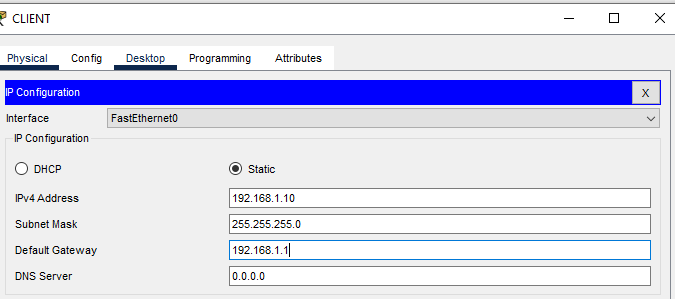 CLIENT
Physical Config Desktop Programming Attributes
IP Configuration X
Interface FastEthernet0
IP Configuration
DHCP Static
IPv4 Address 192.168.1.10
Subnet Mask 255.255.255.0
Default Gateway 192.168.1.1
DNS Server 0.0.0.0